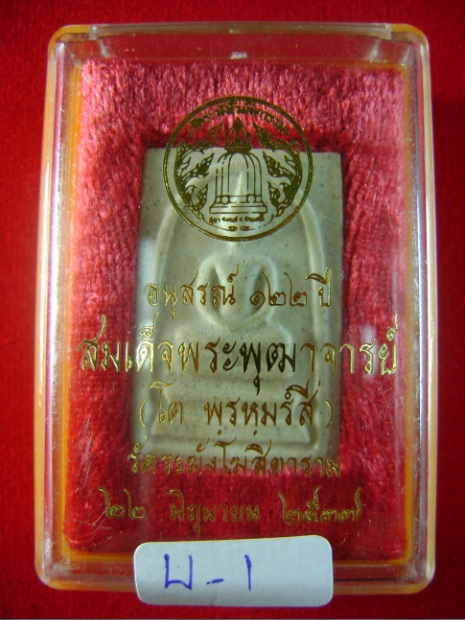 อนุสรณ์ ๑๒๒ ปี
สมเด็จพระพุฒาจารย์
(โต พรหมรํสี)
วัดระฆังโฆสิตาราม
๒๒ มิถุนายน ๒๕๓๗
บ-1